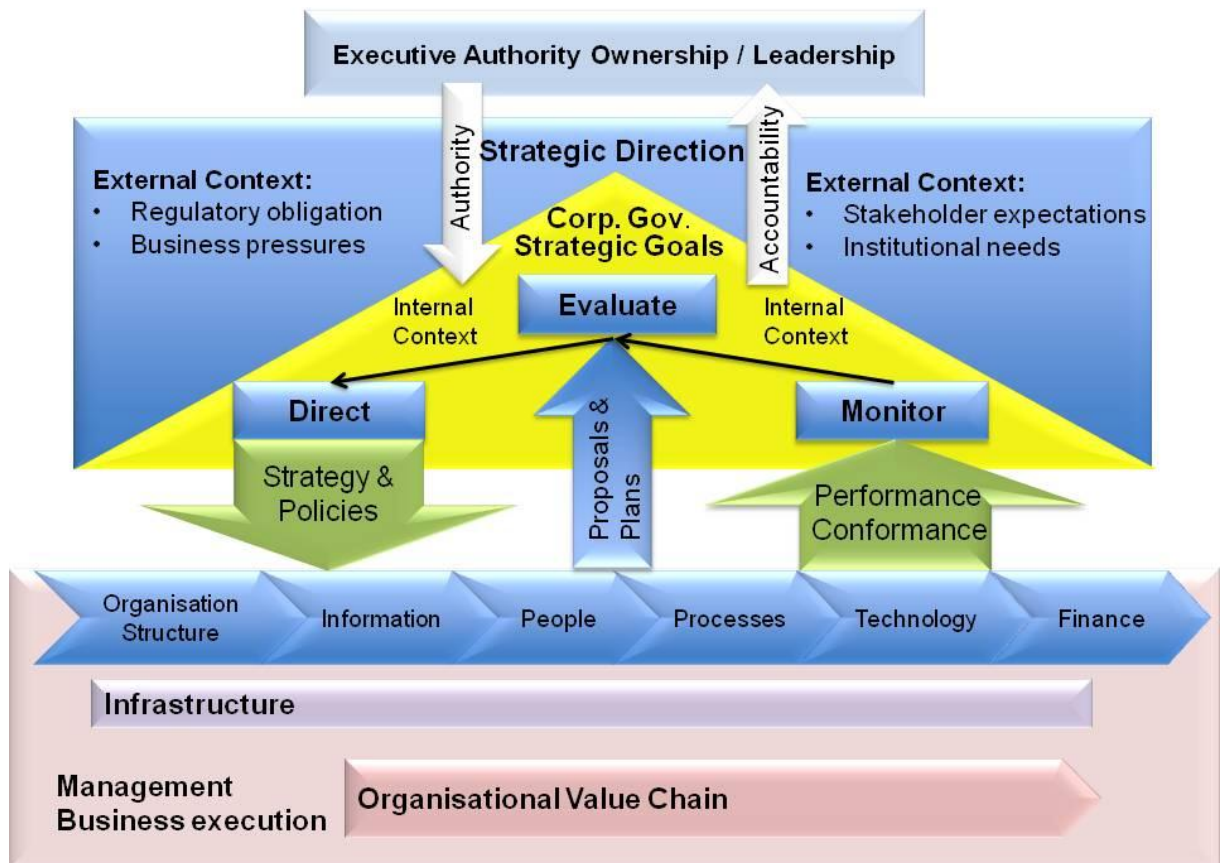 Executive Authority Ownership / Leadership
Authority
Strategic Direction
Accountability
External Context:
• Regulatory obligation
• Business pressures
External Context:
• Stakeholder expectations
• Institutional needs
Corp. Gov.
Strategic Goals
Internal
Context
Evaluate
Internal
Context
Direct
Monitor
Strategy &
Policies
Proposals &
Plans
Performance
Conformance
Organisation
Structure
Information
People
Processes
Technology
Finance
Infrastructure
Management
Business execution
Organisational Value Chain